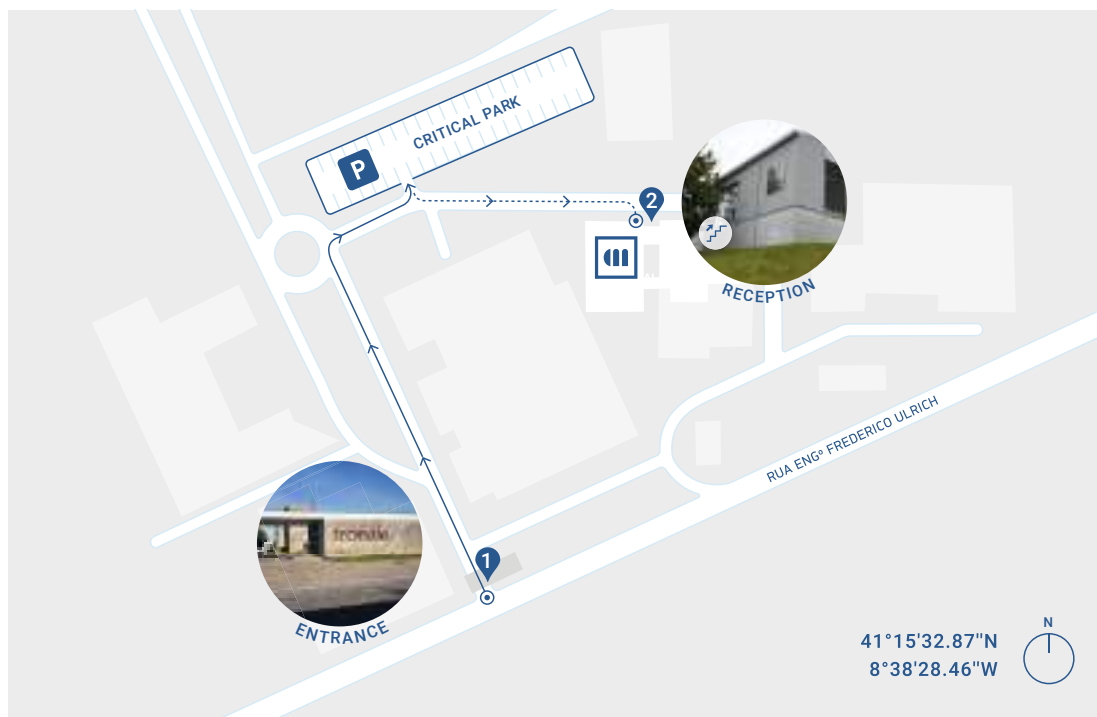 P
CRITICAL PARK
2
RECEPTION
RUA ENGº FREDERICO ULRICH
1
ENTRANCE
N
41°15'32.87"N
8°38'28.46"W